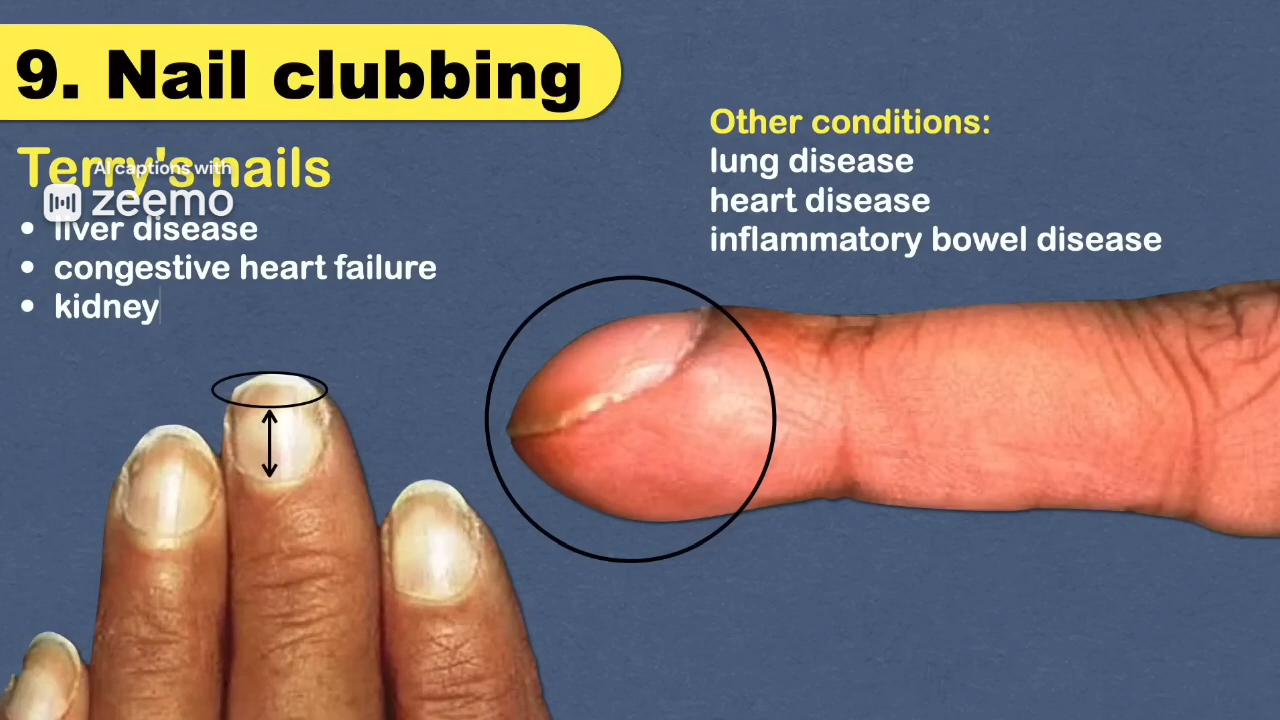 9. Nail clubbing
Terry's nails
AI captions with
zeemo
• liver disease
• congestive heart failure
• kidney
Other conditions:
lung disease
heart disease
inflammatory bowel disease